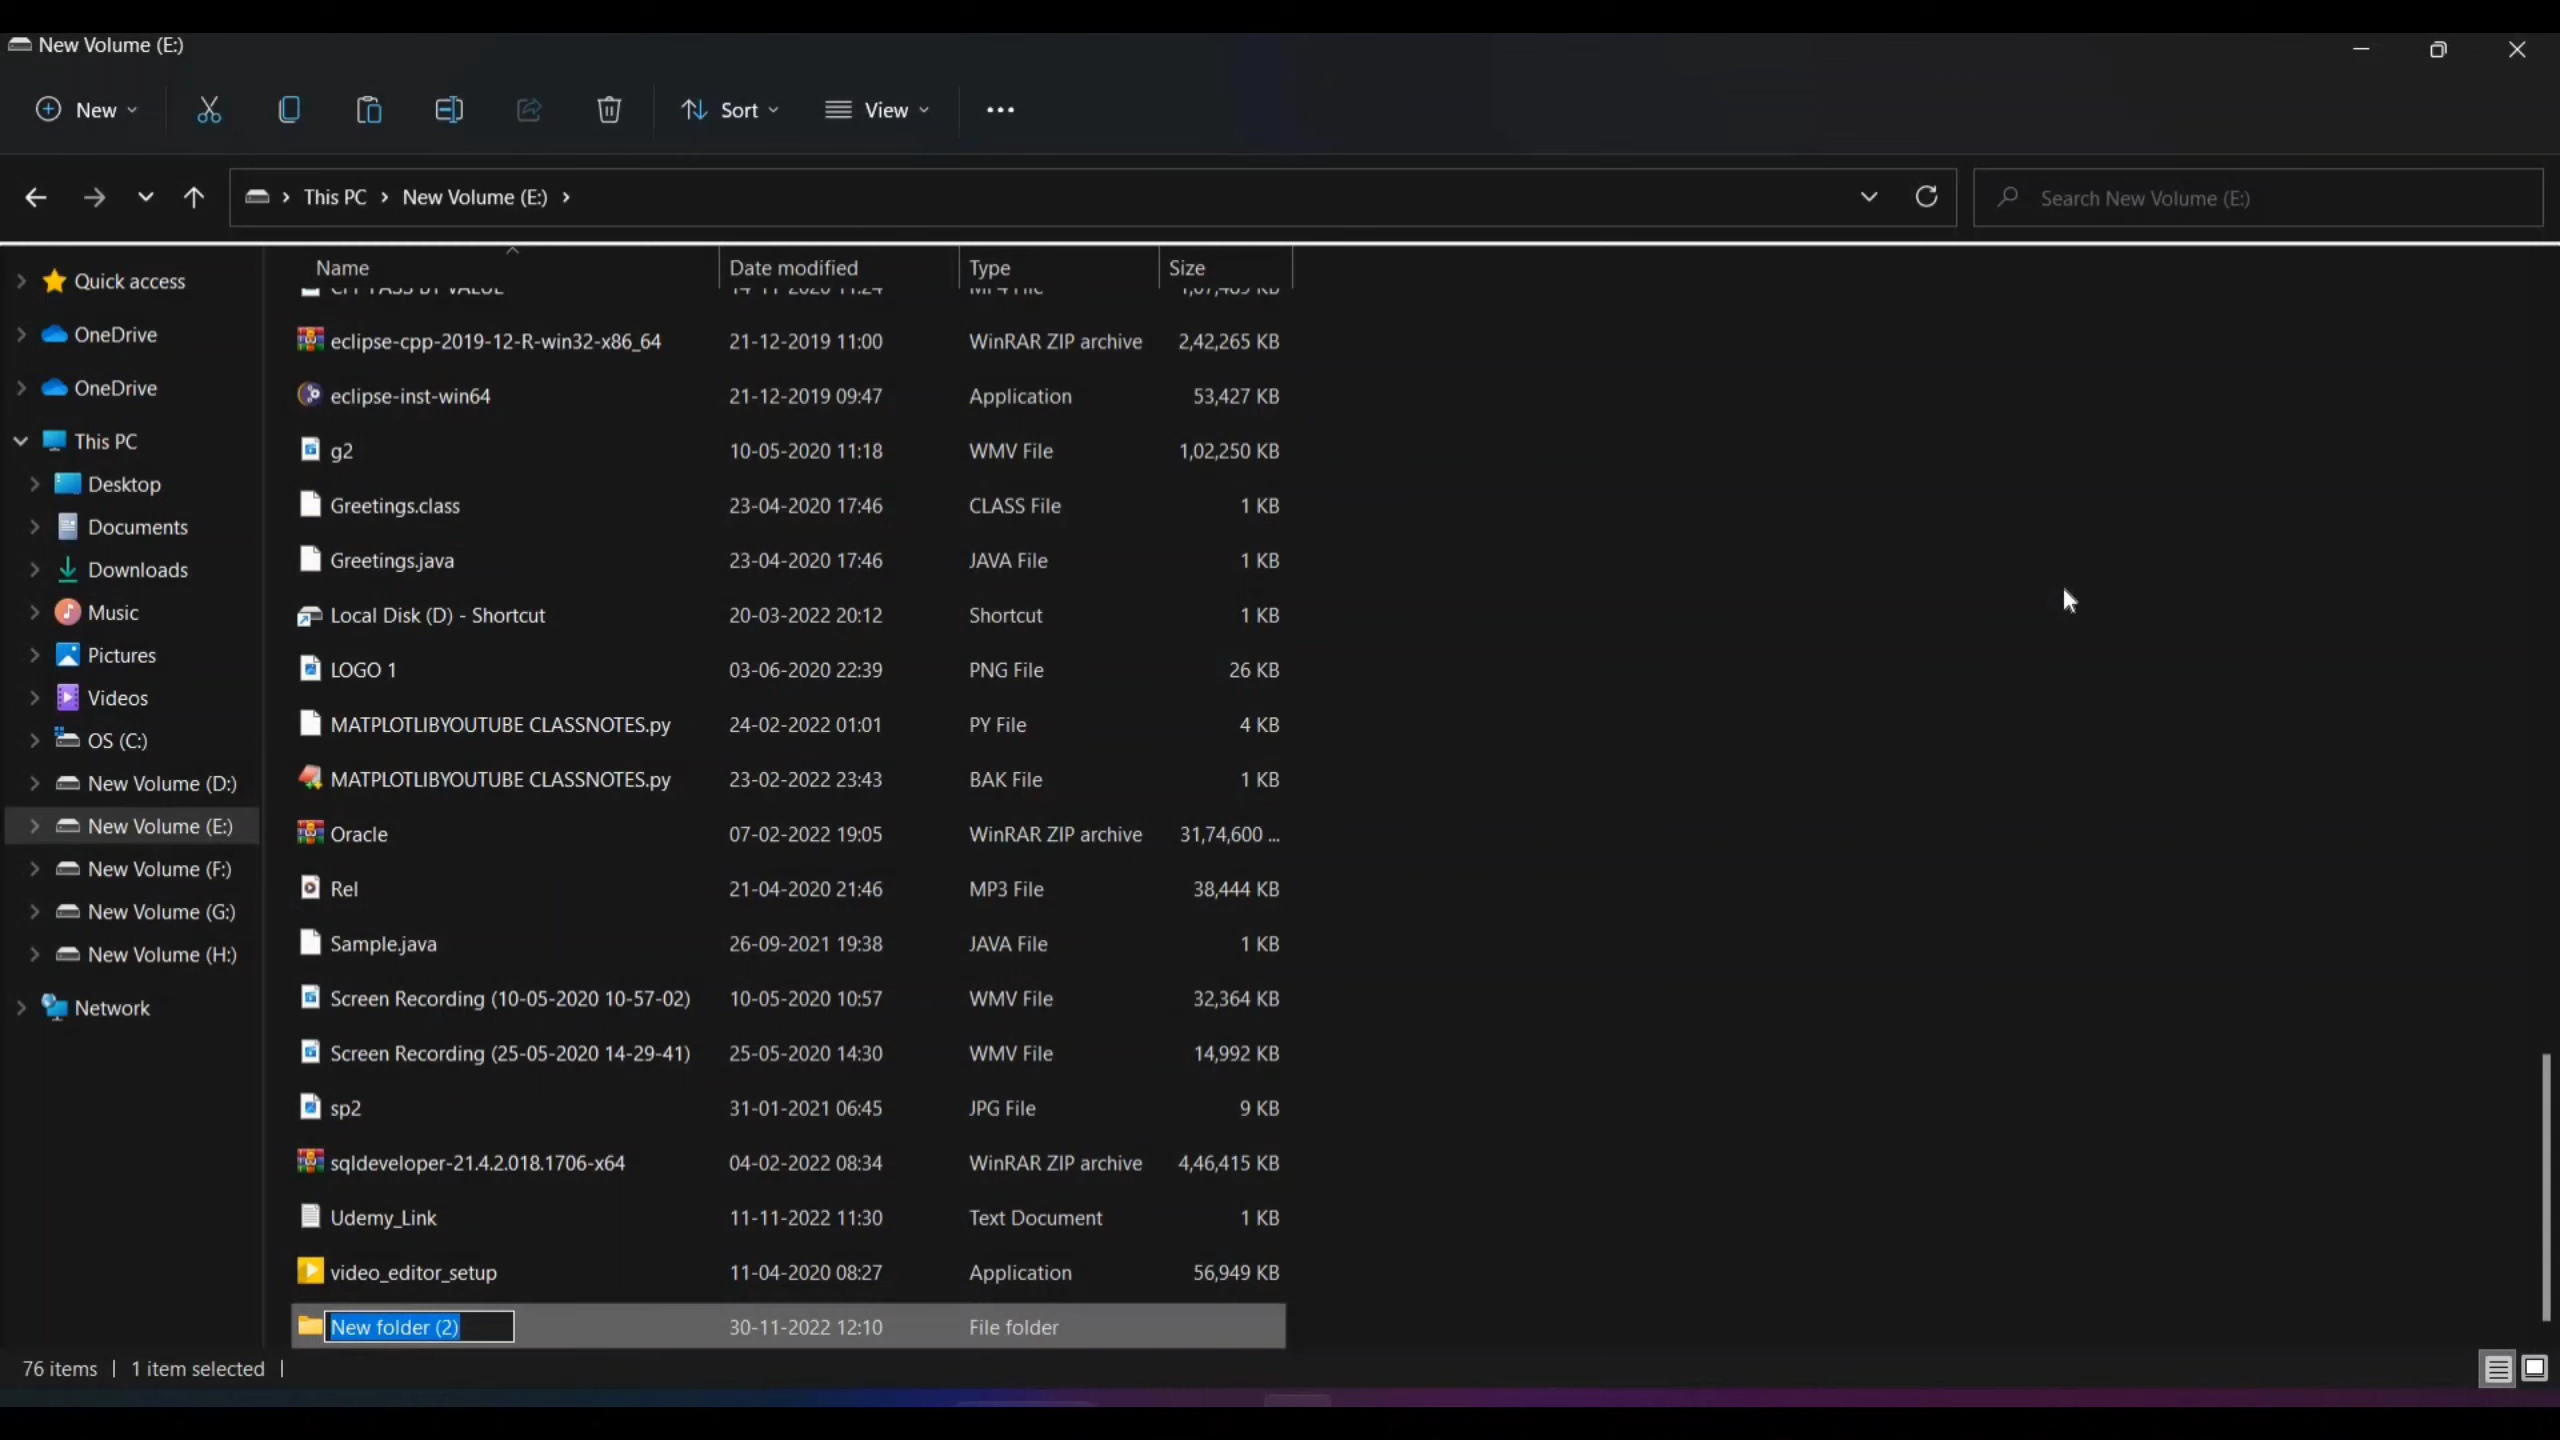 New Volume (E:)
New
Sort
View
This PC
New Volume (E:)
Search New Volume (E:)
Name Date modified Type Size
Quick access
OneDrive
OneDrive
This PC
Desktop
Documents
Downloads
Music
Pictures
Videos
OS (C:)
New Volume (D:)
New Volume (E:)
New Volume (F:)
New Volume (G:)
New Volume (H:)
Network
eclipse-cpp-2019-12-R-win32-x86_64 21-12-2019 11:00 WinRAR ZIP archive 2,42,265 KB
eclipse-inst-win64 21-12-2019 09:47 Application 53,427 KB
g2 10-05-2020 11:18 WMV File 1,02,250 KB
Greetings.class 23-04-2020 17:46 CLASS File 1 KB
Greetings.java 23-04-2020 17:46 JAVA File 1 KB
Local Disk (D) - Shortcut 20-03-2022 20:12 Shortcut 1 KB
LOGO 1 03-06-2020 22:39 PNG File 26 KB
MATPLOTLIBYOUTUBE CLASSNOTES.py 24-02-2022 01:01 PY File 4 KB
MATPLOTLIBYOUTUBE CLASSNOTES.py 23-02-2022 23:43 BAK File 1 KB
Oracle 07-02-2022 19:05 WinRAR ZIP archive 31,74,600 ...
Rel 21-04-2020 21:46 MP3 File 38,444 KB
Sample.java 26-09-2021 19:38 JAVA File 1 KB
Screen Recording (10-05-2020 10-57-02) 10-05-2020 10:57 WMV File 32,364 KB
Screen Recording (25-05-2020 14-29-41) 25-05-2020 14:30 WMV File 14,992 KB
sp2 31-01-2021 06:45 JPG File 9 KB
sqldeveloper-21.4.2.018.1706-x64 04-02-2022 08:34 WinRAR ZIP archive 4,46,415 KB
Udemy_Link 11-11-2022 11:30 Text Document 1 KB
video_editor_setup 11-04-2020 08:27 Application 56,949 KB
New folder (2) 30-11-2022 12:10 File folder
76 items | 1 item selected |